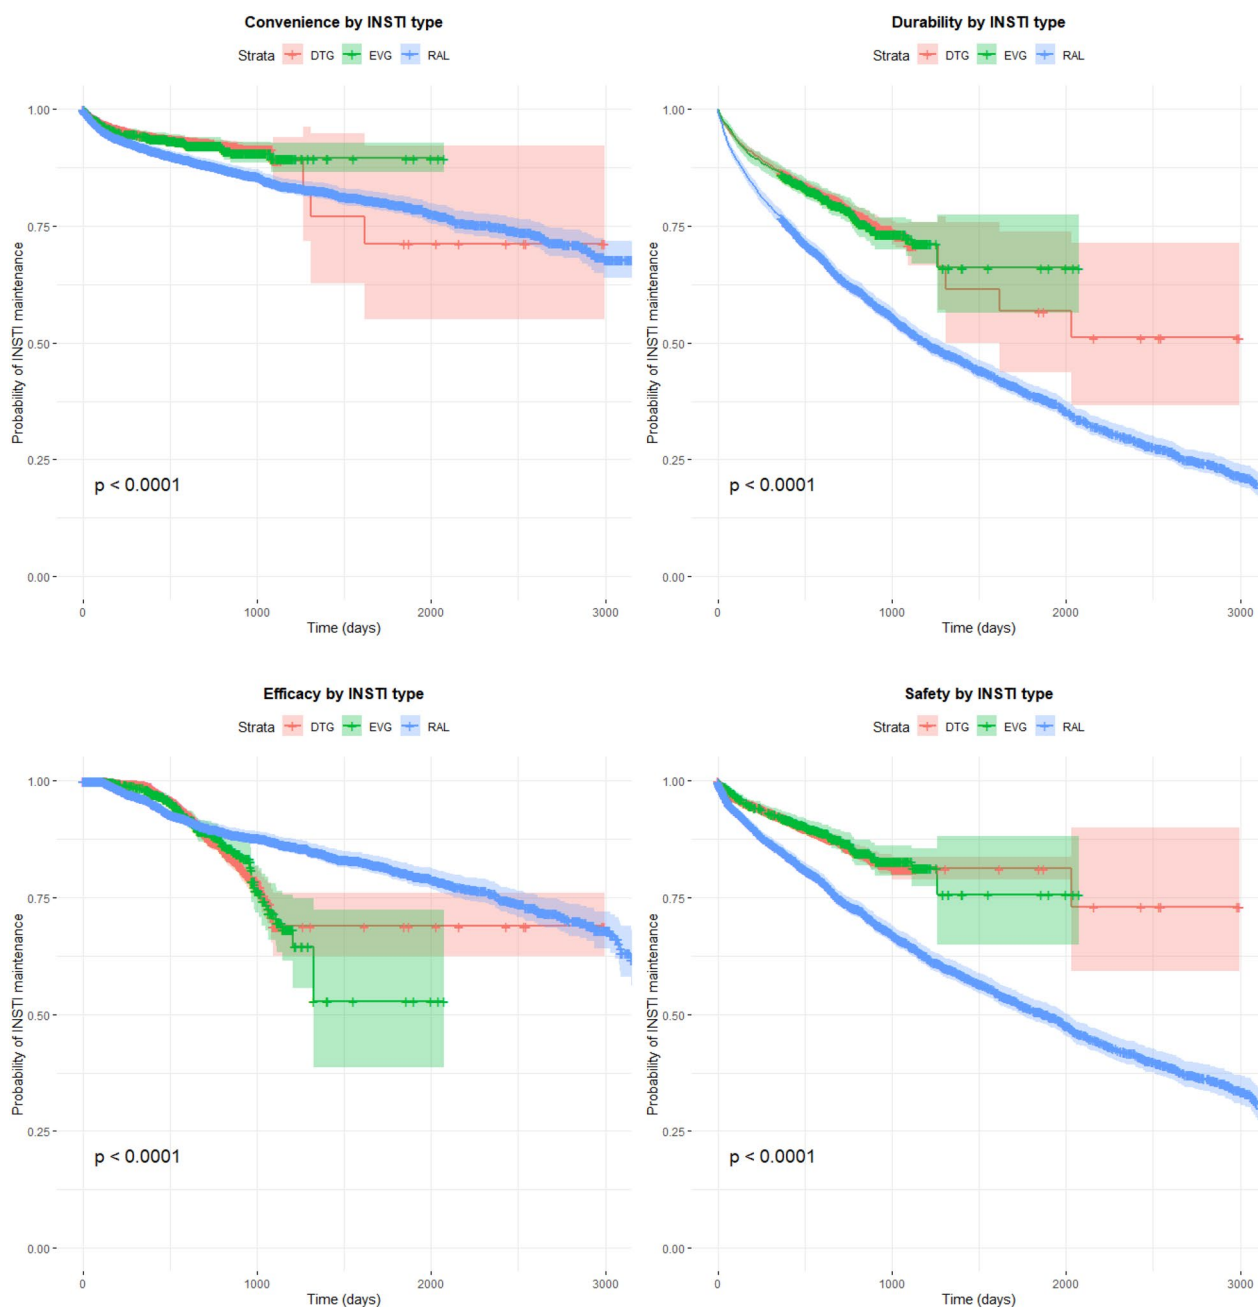 Convenience by INSTI type
Strata DTG EVG RAL
1.00
0.75
0.50
0.25
0.00
Probability of INSTI maintenance
p < 0.0001
0 1000 2000 3000
Time (days)
Durability by INSTI type
Strata DTG EVG RAL
1.00
0.75
0.50
0.25
0.00
Probability of INSTI maintenance
p < 0.0001
0 1000 2000 3000
Time (days)
Efficacy by INSTI type
Strata DTG EVG RAL
1.00
0.75
0.50
0.25
0.00
Probability of INSTI maintenance
p < 0.0001
0 1000 2000 3000
Time (days)
Safety by INSTI type
Strata DTG EVG RAL
1.00
0.75
0.50
0.25
0.00
Probability of INSTI maintenance
p < 0.0001
0 1000 2000 3000
Time (days)